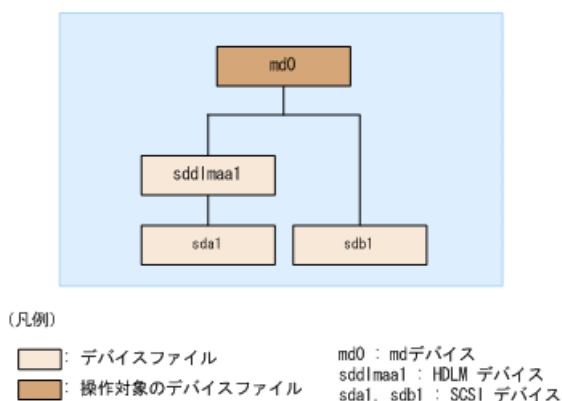 md0
sddlmaa1
sda1
sdb1
(凡例)
: デバイスファイル
: 操作対象のデバイスファイル
md0 : mdデバイス
sddlmaa1 : HDLM デバイス
sda1, sdb1 : SCSI デバイス